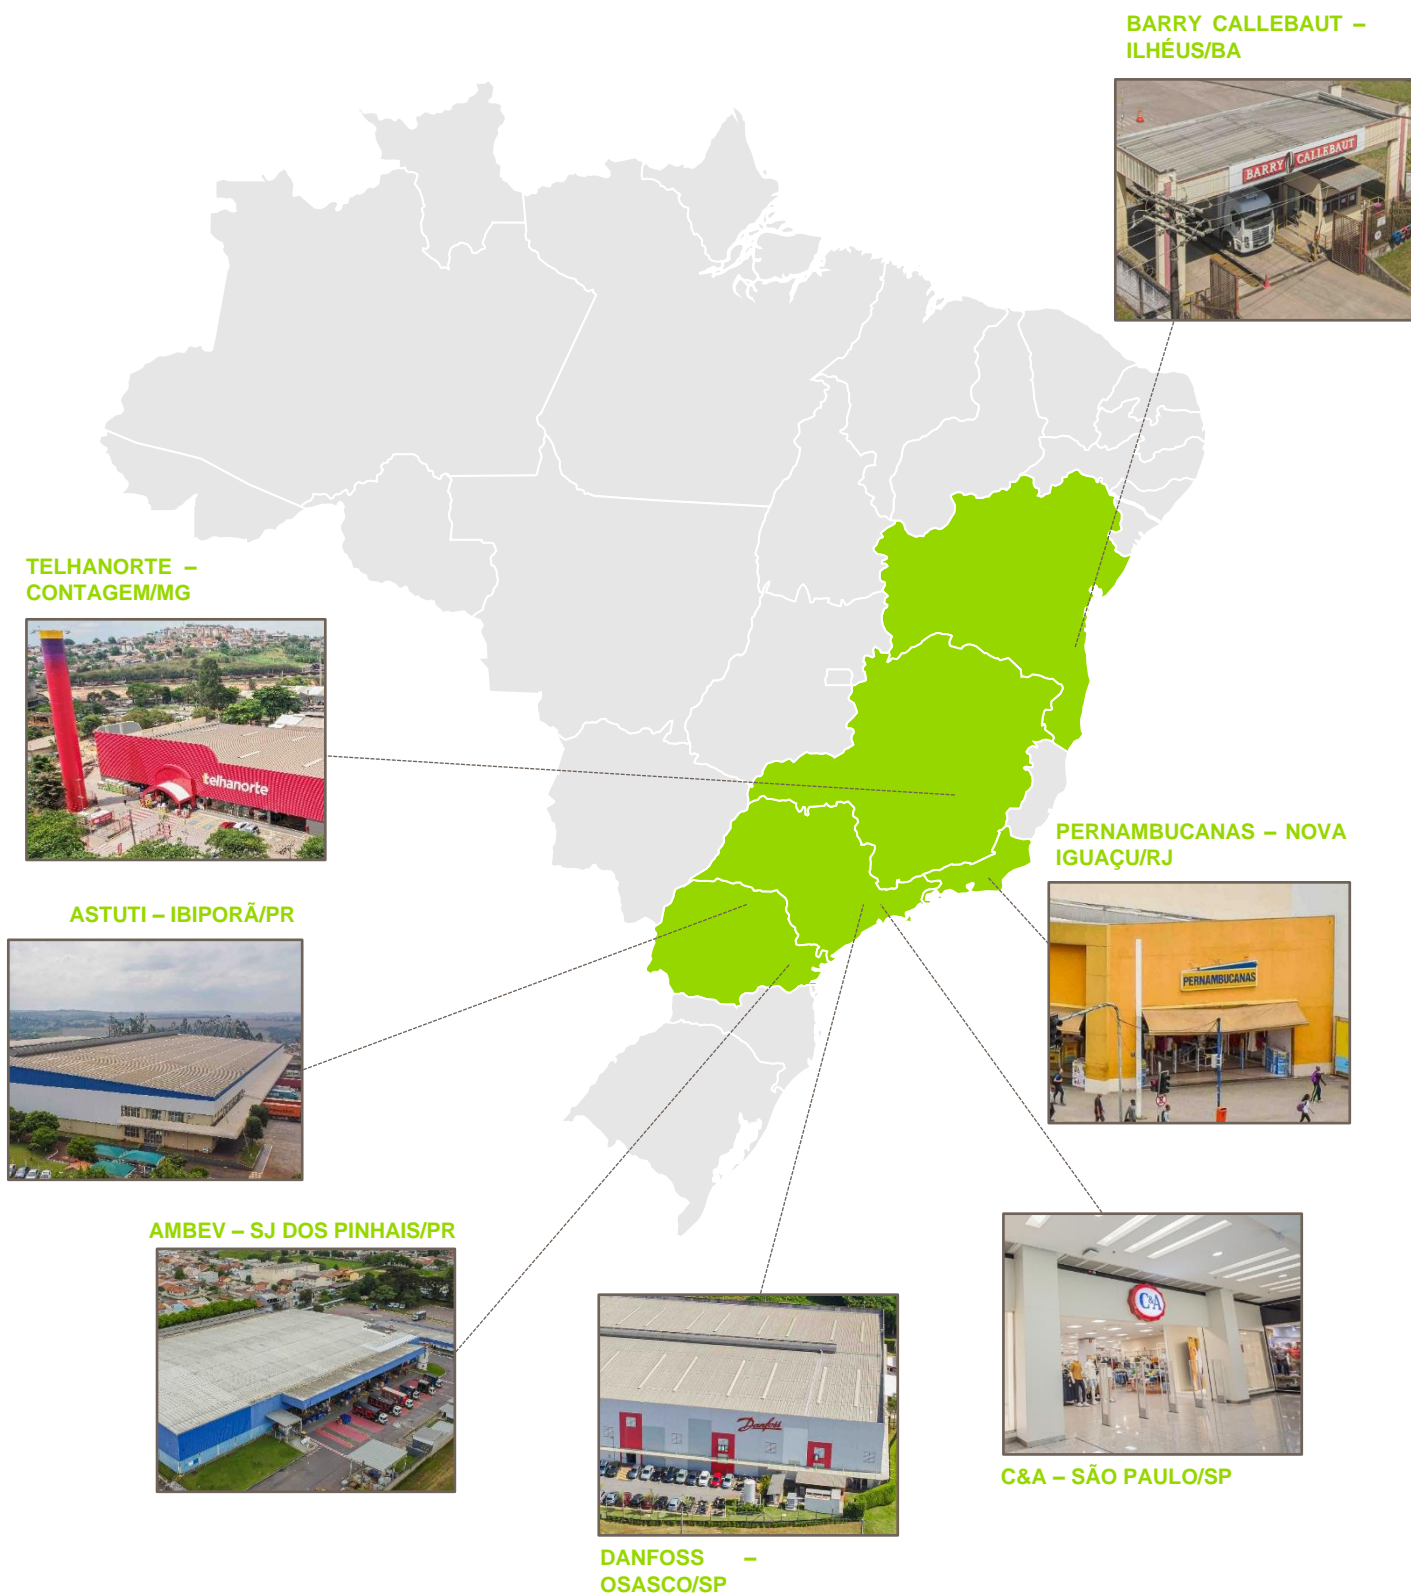 BARRY CALLEBAUT –
ILHÉUS/BA
BARRY CALLEBAUT
TELHANORTE –
CONTAGEM/MG
telhanorte
PERNAMBUCANAS – NOVA
IGUAÇU/RJ
PERNAMBUCANAS
ASTUTI – IBIPORÃ/PR
AMBEV – SJ DOS PINHAIS/PR
C&A
Danfoss
C&A – SÃO PAULO/SP
DANFOSS –
OSASCO/SP